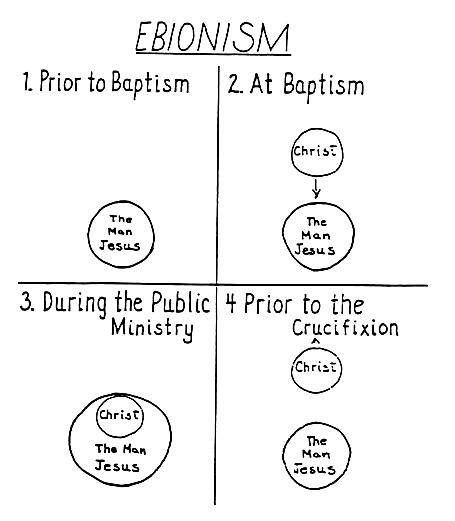 EBIONISM
1. Prior to Baptism
The
Man
Jesus
2. At Baptism
Christ
The
Man
Jesus
3. During the Public
Ministry
Christ
The Man
Jesus
4 Prior to the
Crucifixion
Christ
The
Man
Jesus